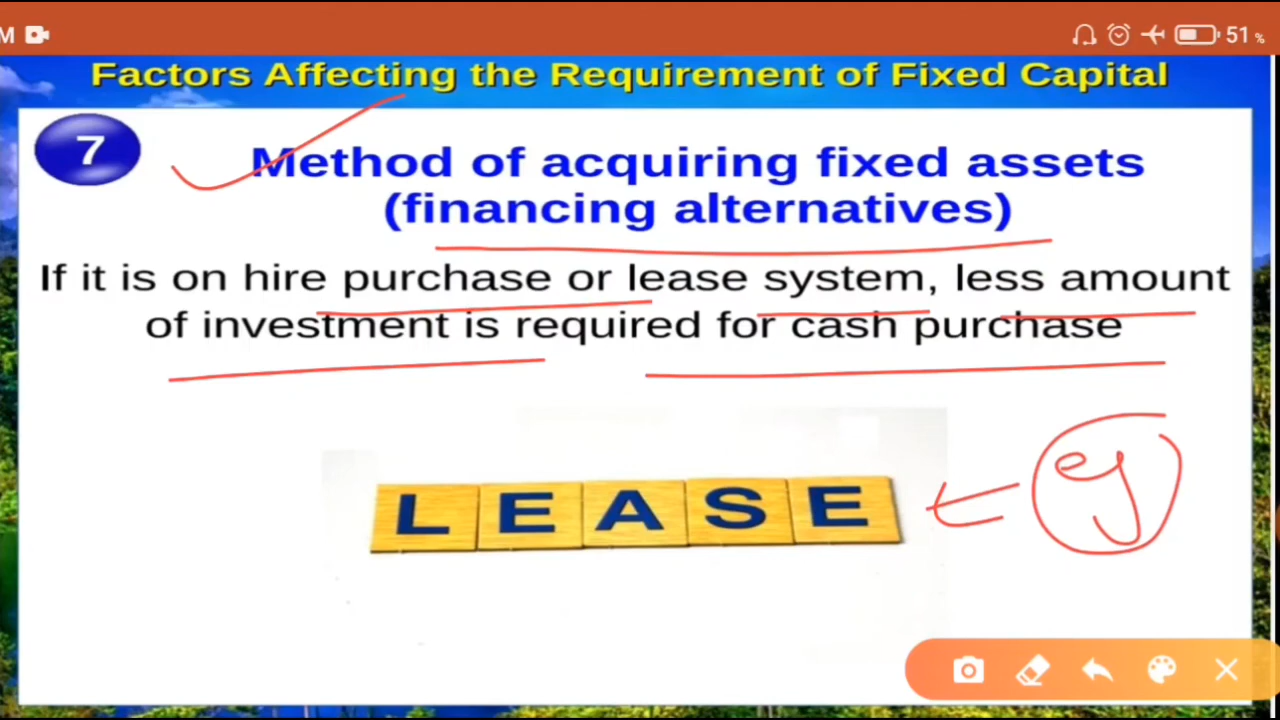 M
51%
Factors Affecting the Requirement of Fixed Capital
7
Method of acquiring fixed assets
(financing alternatives)
If it is on hire purchase or lease system, less amount
of investment is required for cash purchase
LEASE
eg